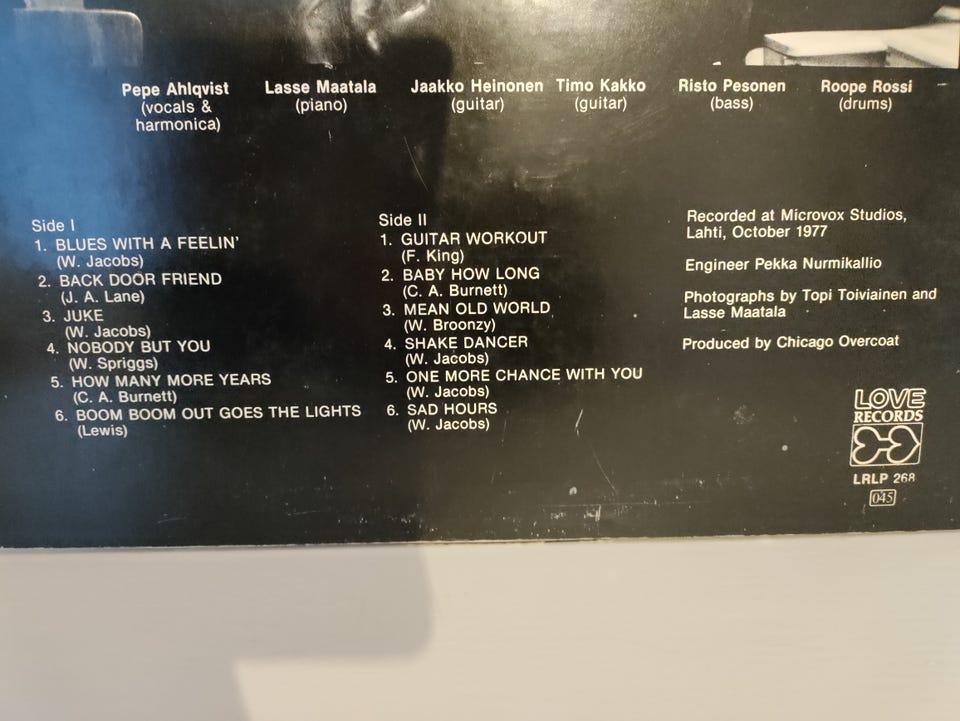 Pepe Ahlqvist
(vocals &
harmonica)
Lasse Maatala
(piano)
Jaakko Heinonen
(guitar)
Timo Kakko
(guitar)
Risto Pesonen
(bass)
Roope Rossi
(drums)
Side I
1. BLUES WITH A FEELIN'
(W. Jacobs)
2. BACK DOOR FRIEND
(J. A. Lane)
3. JUKE
(W. Jacobs)
4. NOBODY BUT YOU
(W. Spriggs)
5. HOW MANY MORE YEARS
(C. A. Burnett)
6. BOOM BOOM OUT GOES THE LIGHTS
(Lewis)
Side II
1. GUITAR WORKOUT
(F. King)
2. BABY HOW LONG
(C. A. Burnett)
3. MEAN OLD WORLD
(W. Broonzy)
4. SHAKE DANCER
(W. Jacobs)
5. ONE MORE CHANCE WITH YOU
(W. Jacobs)
6. SAD HOURS
(W. Jacobs)
Recorded at Microvox Studios,
Lahti, October 1977
Engineer Pekka Nurmikallio
Photographs by Topi Toiviainen and
Lasse Maatala
Produced by Chicago Overcoat
LOVE
RECORDS
LRLP 268
045